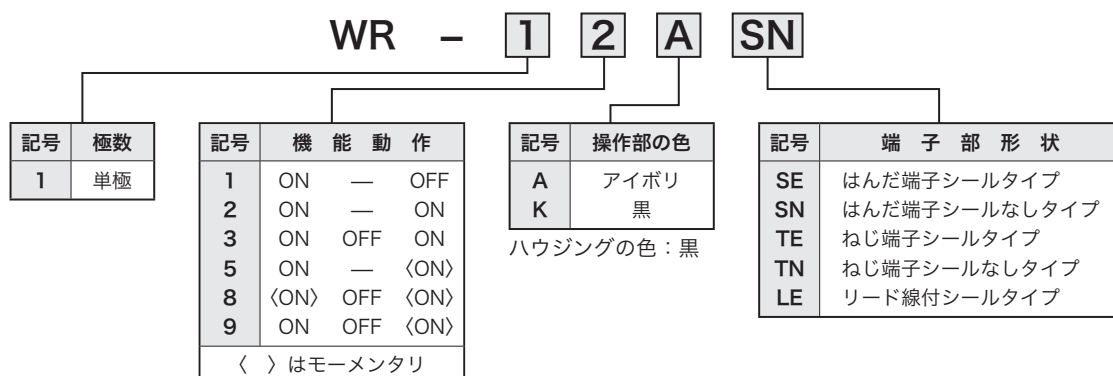 WR – 1 2 A SN
記号 極数
1 単極
記号 機能動作
1 ON — OFF
2 ON — ON
3 ON OFF ON
5 ON — 〈ON〉
8 〈ON〉 OFF 〈ON〉
9 ON OFF 〈ON〉
〈 〉はモーメンタリ
記号 操作部の色
A アイボリ
K 黒
ハウジングの色：黒
記号 端子部形状
SE はんだ端子シールタイプ
SN はんだ端子シールなしタイプ
TE ねじ端子シールタイプ
TN ねじ端子シールなしタイプ
LE リード線付シールタイプ